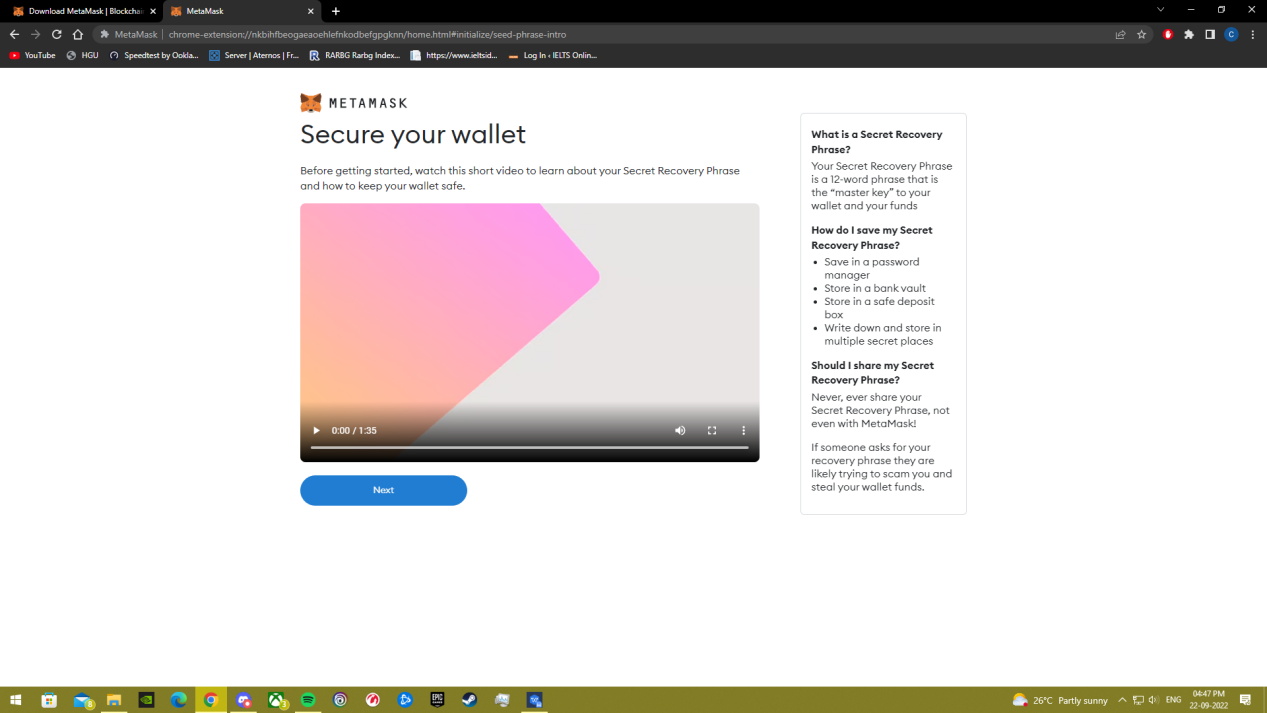 Download MetaMask | Blockchai
MetaMask
MetaMask | chrome-extension://nkbihfbeogaeaoehlefnkodbefgpgknn/home.html#initialize/seed-phrase-intro
C
YouTube
HGU
Speedtest by Ookla...
Server | Aternos | Fr...
RARBG Rarbg Index...
https://www.ieltsid...
Log In ‹ IELTS Onlin...
METAMASK
Secure your wallet
Before getting started, watch this short video to learn about your Secret Recovery Phrase
and how to keep your wallet safe.
0:00 / 1:35
Next
What is a Secret Recovery
Phrase?
Your Secret Recovery Phrase
is a 12-word phrase that is
the “master key” to your
wallet and your funds
How do I save my Secret
Recovery Phrase?
• Save in a password
manager
• Store in a bank vault
• Store in a safe deposit
box
• Write down and store in
multiple secret places
Should I share my Secret
Recovery Phrase?
Never, ever share your
Secret Recovery Phrase, not
even with MetaMask!
If someone asks for your
recovery phrase they are
likely trying to scam you and
steal your wallet funds.
8
3
EPIC
GAMES
26°C Partly sunny
ENG
04:47 PM
22-09-2022